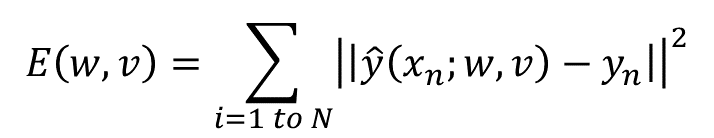 E(w, v) = ∑ ||ŷ(xₙ; w, v) − yₙ||²
i=1 to N